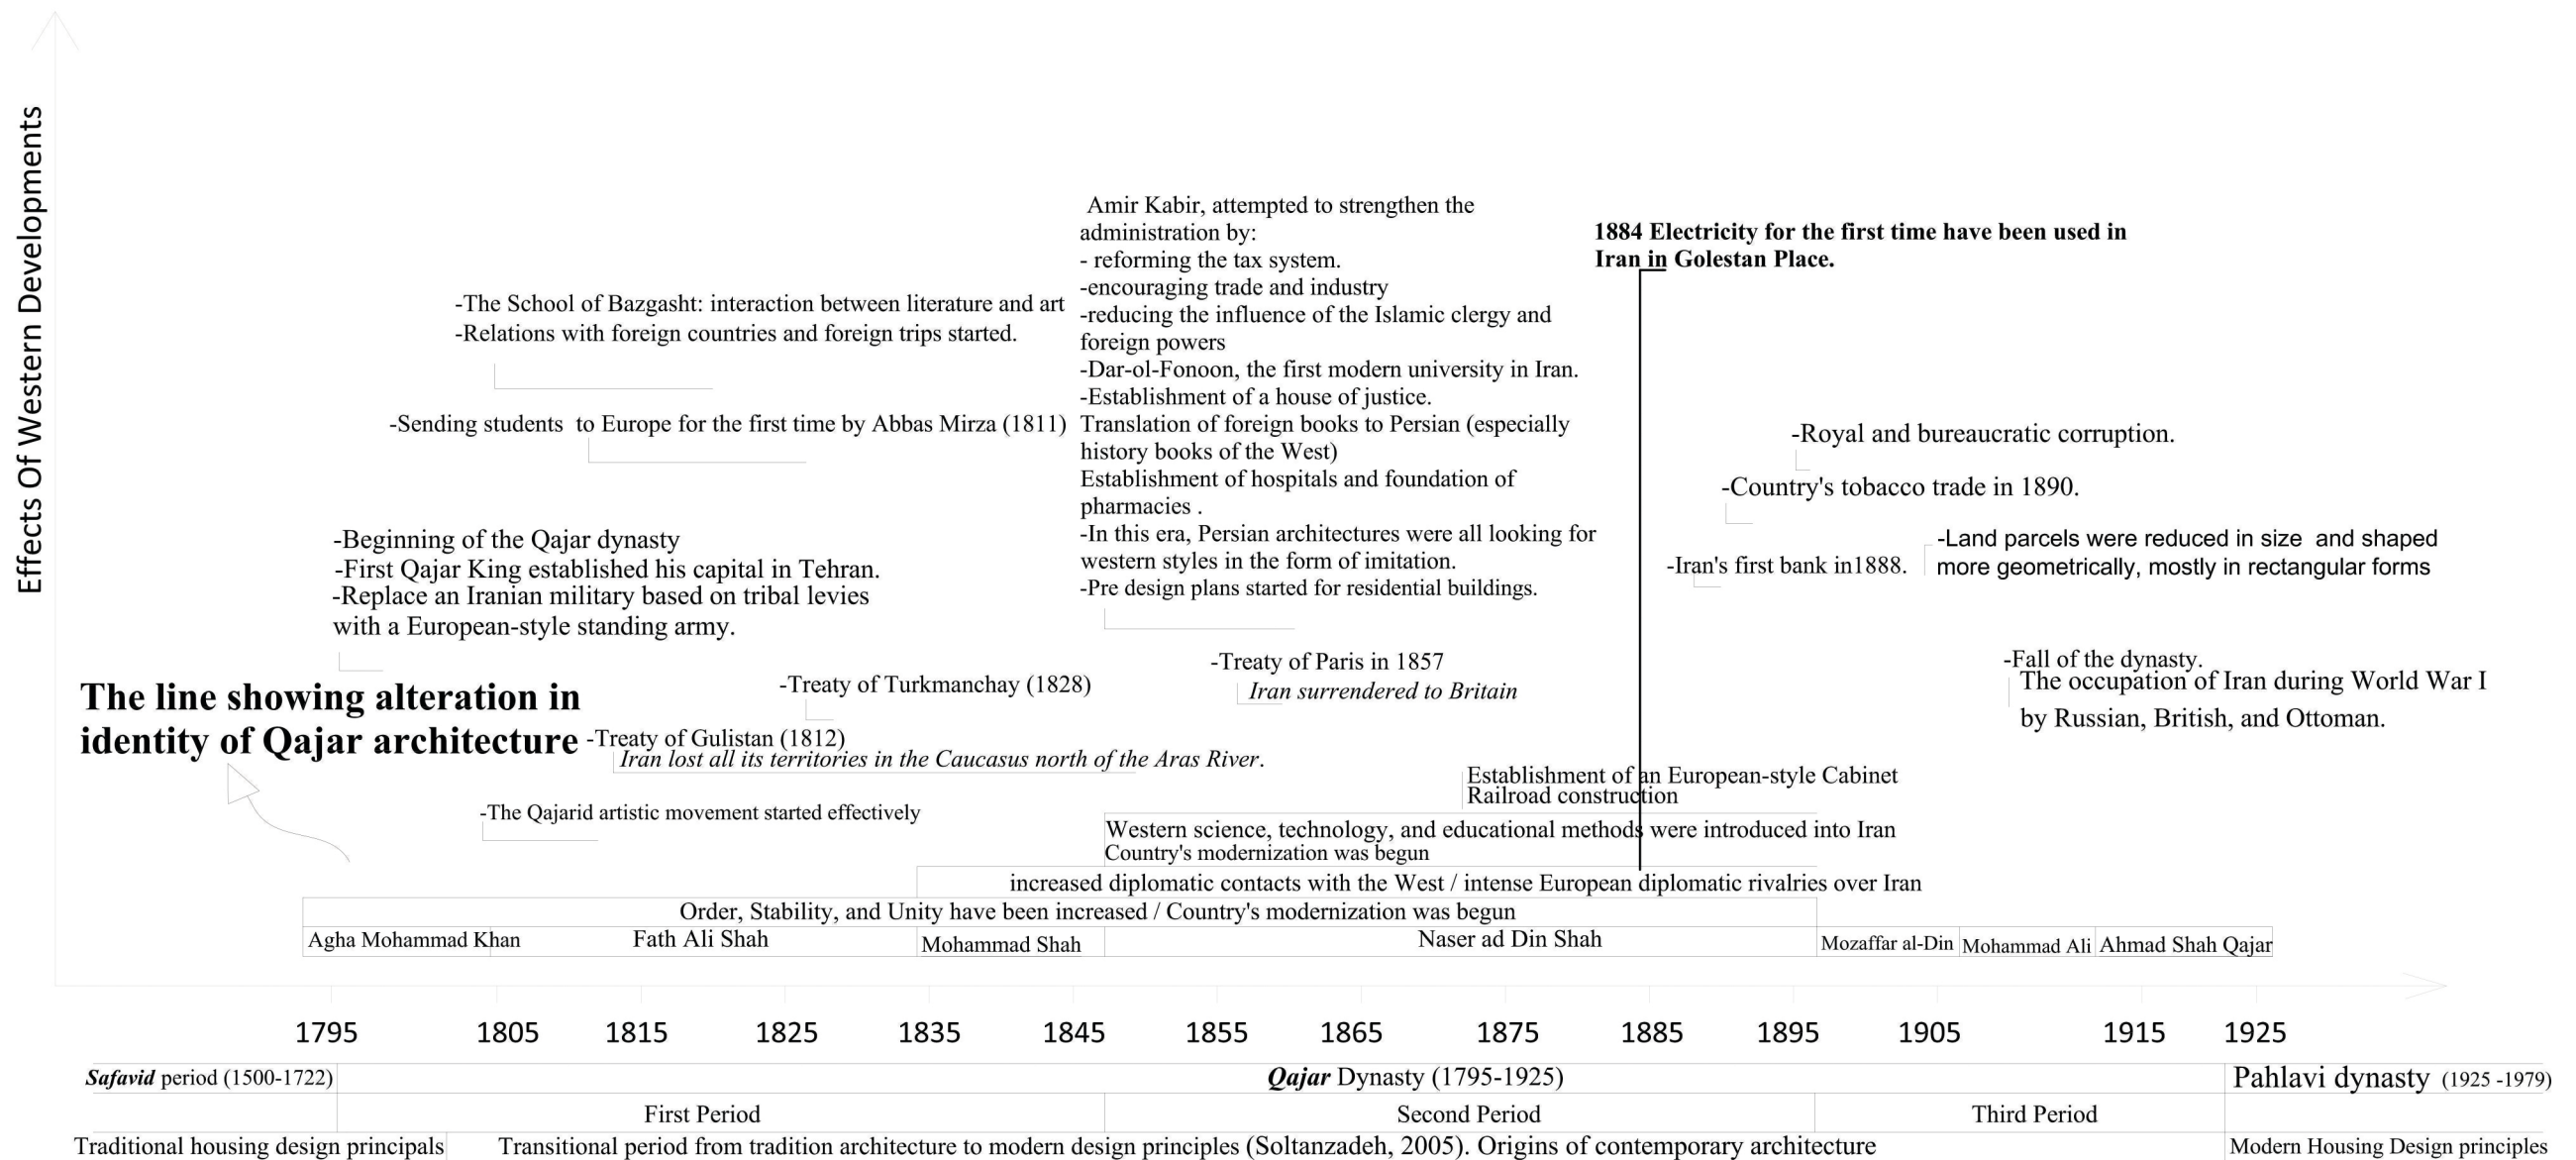 Effects Of Western Developments
Amir Kabir, attempted to strengthen the
administration by:
- reforming the tax system.
-encouraging trade and industry
-reducing the influence of the Islamic clergy and
foreign powers
-Dar-ol-Fonoon, the first modern university in Iran.
-Establishment of a house of justice.
Translation of foreign books to Persian (especially
history books of the West)
Establishment of hospitals and foundation of
pharmacies .
-In this era, Persian architectures were all looking for
western styles in the form of imitation.
-Pre design plans started for residential buildings.
1884 Electricity for the first time have been used in
Iran in Golestan Place.
-The School of Bazgasht: interaction between literature and art
-Relations with foreign countries and foreign trips started.
-Sending students  to Europe for the first time by Abbas Mirza (1811)
-Royal and bureaucratic corruption.
-Country's tobacco trade in 1890.
-Iran's first bank in1888.
-Land parcels were reduced in size  and shaped
more geometrically, mostly in rectangular forms
-Beginning of the Qajar dynasty
-First Qajar King established his capital in Tehran.
-Replace an Iranian military based on tribal levies
with a European-style standing army.
-Treaty of Paris in 1857
Iran surrendered to Britain
-Fall of the dynasty.
The occupation of Iran during World War I
by Russian, British, and Ottoman.
The line showing alteration in
identity of Qajar architecture
-Treaty of Turkmanchay (1828)
-Treaty of Gulistan (1812)
Iran lost all its territories in the Caucasus north of the Aras River.
Establishment of an European-style Cabinet
Railroad construction
-The Qajarid artistic movement started effectively
Western science, technology, and educational methods were introduced into Iran
Country's modernization was begun
increased diplomatic contacts with the West / intense European diplomatic rivalries over Iran
Order, Stability, and Unity have been increased / Country's modernization was begun
Agha Mohammad Khan Fath Ali Shah Mohammad Shah Naser ad Din Shah Mozaffar al-Din Mohammad Ali Ahmad Shah Qajar
1795 1805 1815 1825 1835 1845 1855 1865 1875 1885 1895 1905 1915 1925
Safavid period (1500-1722) Qajar Dynasty (1795-1925) Pahlavi dynasty (1925 -1979)
First Period Second Period Third Period
Traditional housing design principals Transitional period from tradition architecture to modern design principles (Soltanzadeh, 2005). Origins of contemporary architecture Modern Housing Design principles